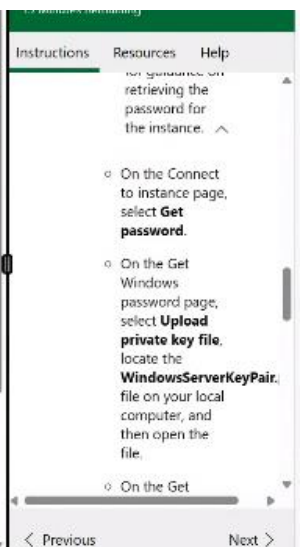 Instructions Resources Help
for guidance on
retrieving the
password for
the instance.
On the Connect
to instance page,
select Get
password.
On the Get
Windows
password page,
select Upload
private key file,
locate the
WindowsServerKeyPair.
file on your local
computer, and
then open the
file.
On the Get
< Previous Next >